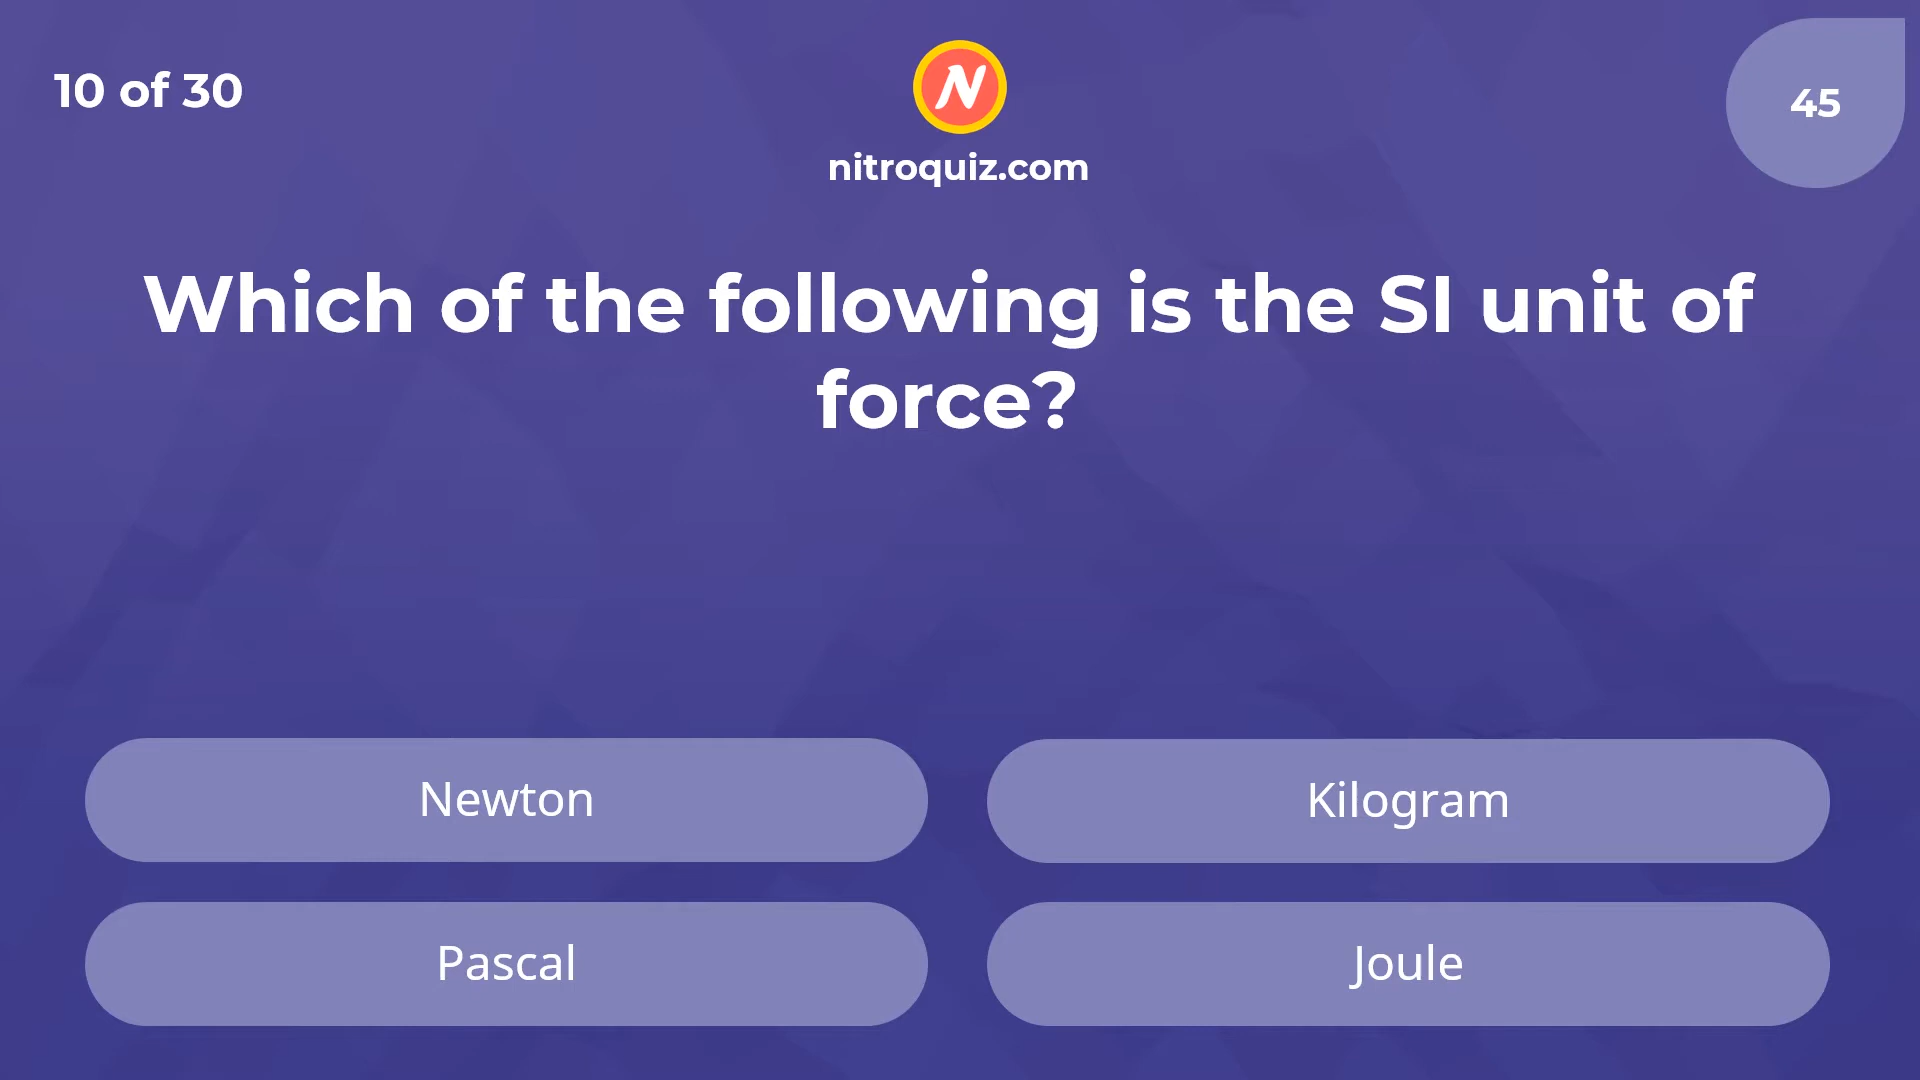 10 of 30
N
nitroquiz.com
45
Which of the following is the SI unit of
force?
Newton
Kilogram
Pascal
Joule